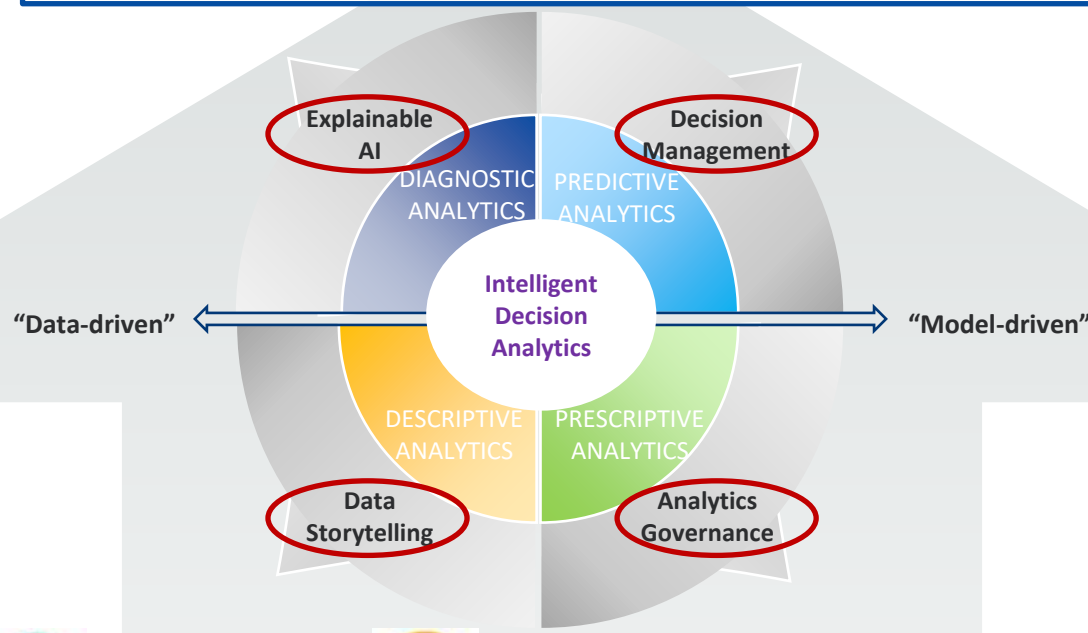 Explainable
AI
Decision
Management
DIAGNOSTIC
ANALYTICS
PREDICTIVE
ANALYTICS
Intelligent
Decision
Analytics
“Data-driven”
“Model-driven”
DESCRIPTIVE
ANALYTICS
PRESCRIPTIVE
ANALYTICS
Data
Storytelling
Analytics
Governance